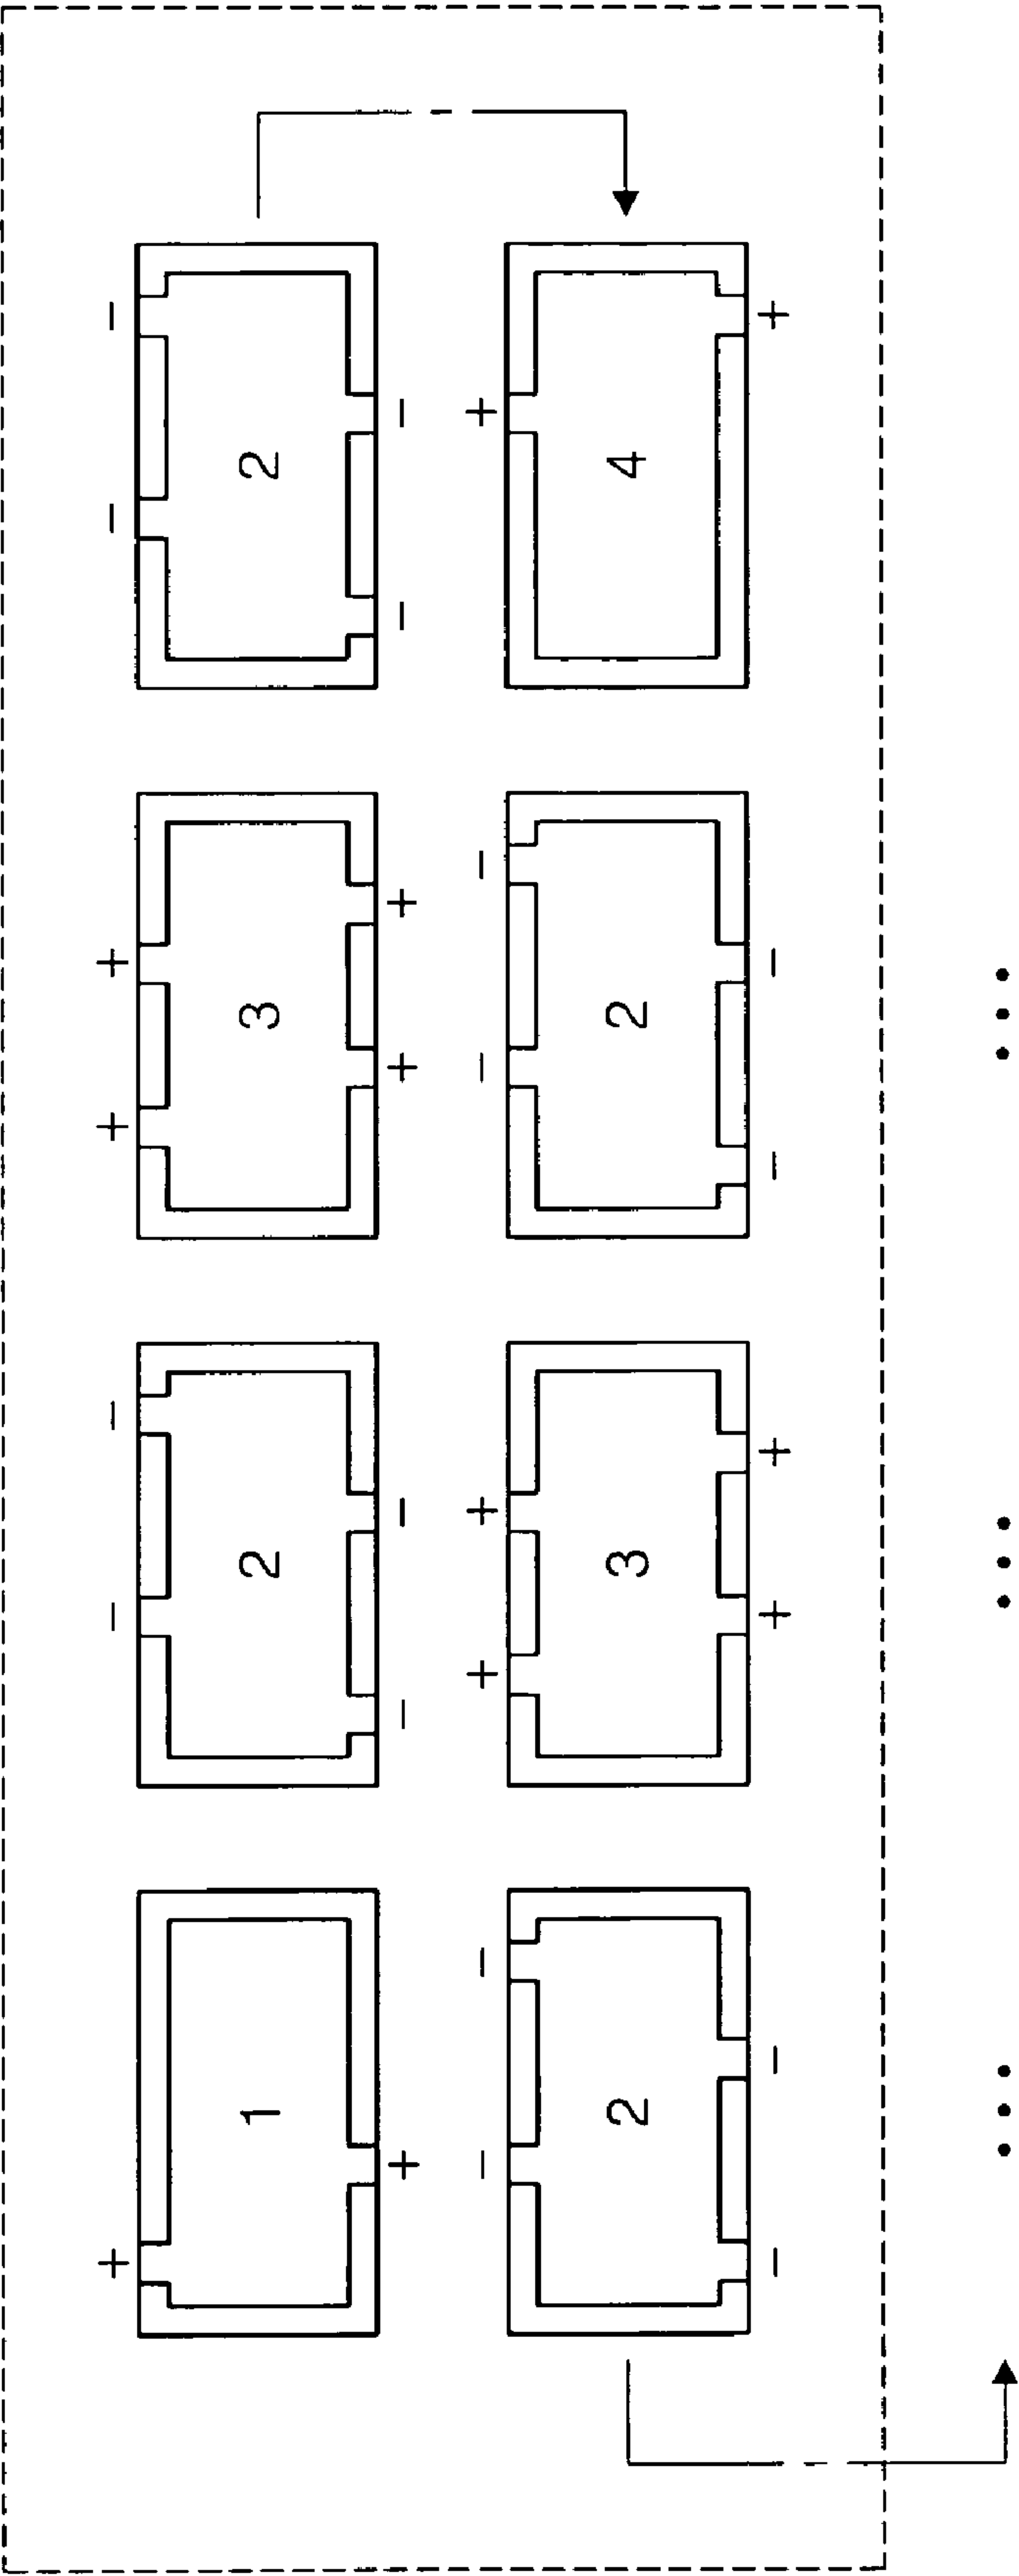 + − − + + − −
1 2 3 2
+ − − + + − −
− − + + − − +
2 3 2 4
− − + + − − +
... ... ...